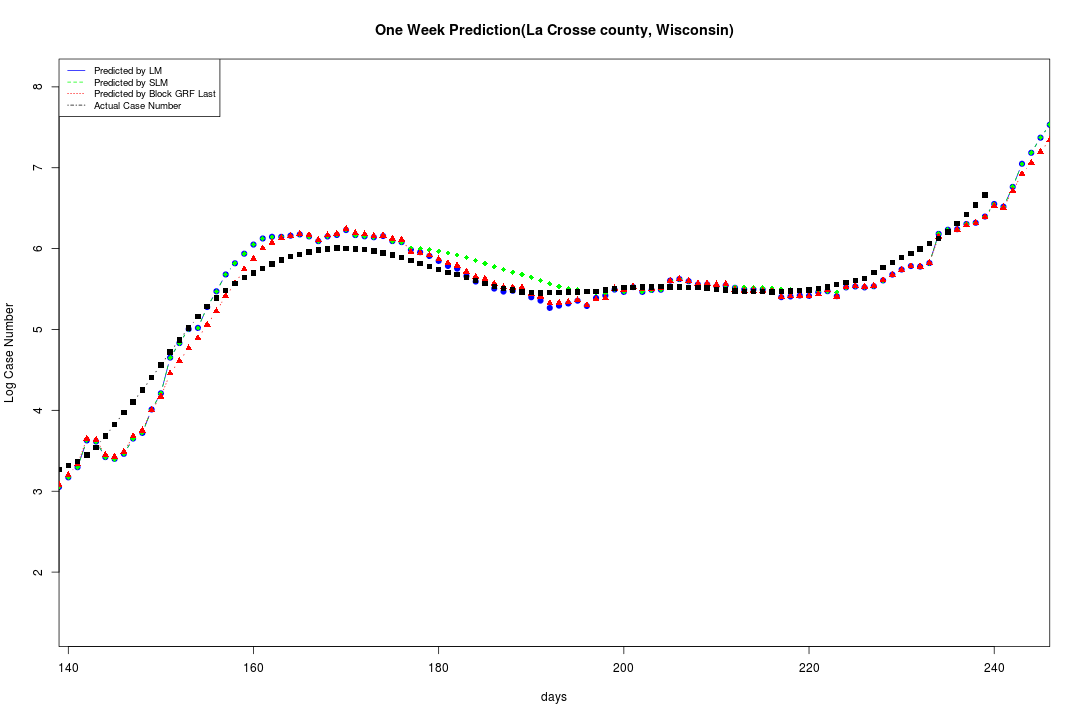 One Week Prediction(La Crosse county, Wisconsin)
Predicted by LM
Predicted by SLM
Predicted by Block GRF Last
Actual Case Number
8
7
6
5
4
3
2
Log Case Number
140 160 180 200 220 240
days